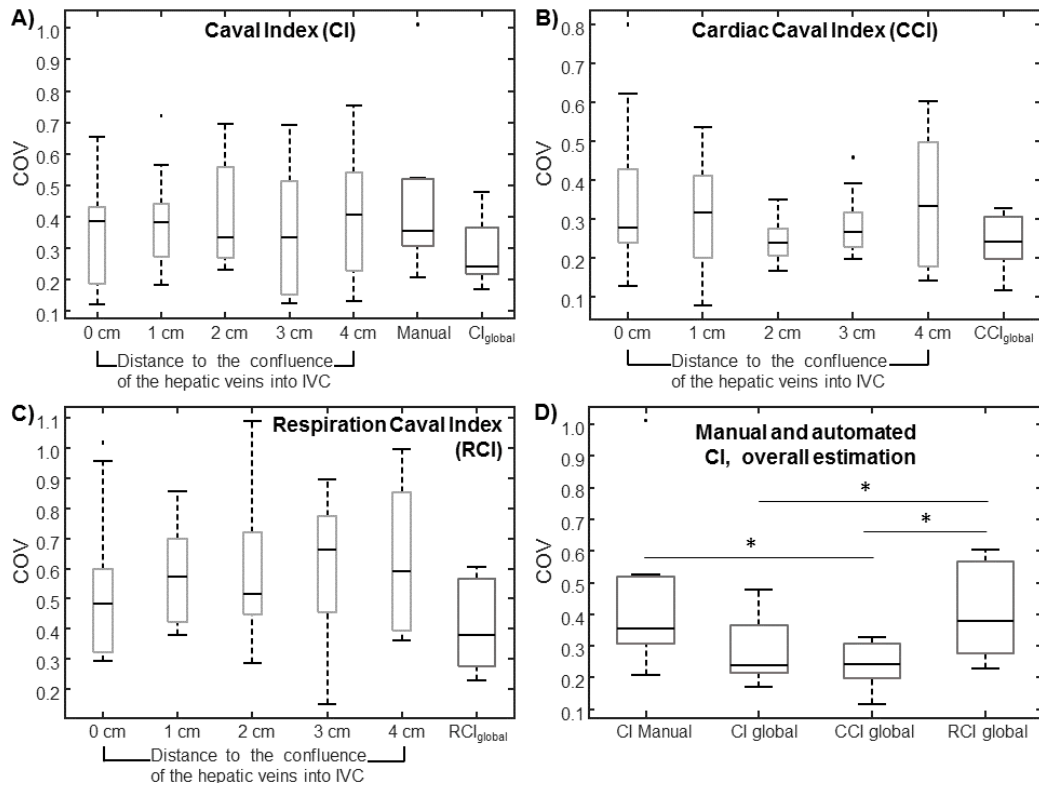 A)
Caval Index (CI)
COV
1.0
0.9
0.8
0.7
0.6
0.5
0.4
0.3
0.2
0.1
0 cm 1 cm 2 cm 3 cm 4 cm Manual CIglobal
Distance to the confluence
of the hepatic veins into IVC
B)
Cardiac Caval Index (CCI)
COV
0.8
0.7
0.6
0.5
0.4
0.3
0.2
0.1
0 cm 1 cm 2 cm 3 cm 4 cm CCIglobal
Distance to the confluence
of the hepatic veins into IVC
C)
Respiration Caval Index
(RCI)
COV
1.1
1.0
0.9
0.8
0.7
0.6
0.5
0.4
0.3
0.2
0 cm 1 cm 2 cm 3 cm 4 cm RCIglobal
Distance to the confluence
of the hepatic veins into IVC
D)
Manual and automated
CI, overall estimation
COV
1.0
0.9
0.8
0.7
0.6
0.5
0.4
0.3
0.2
0.1
*
*
*
CI Manual CI global CCI global RCI global